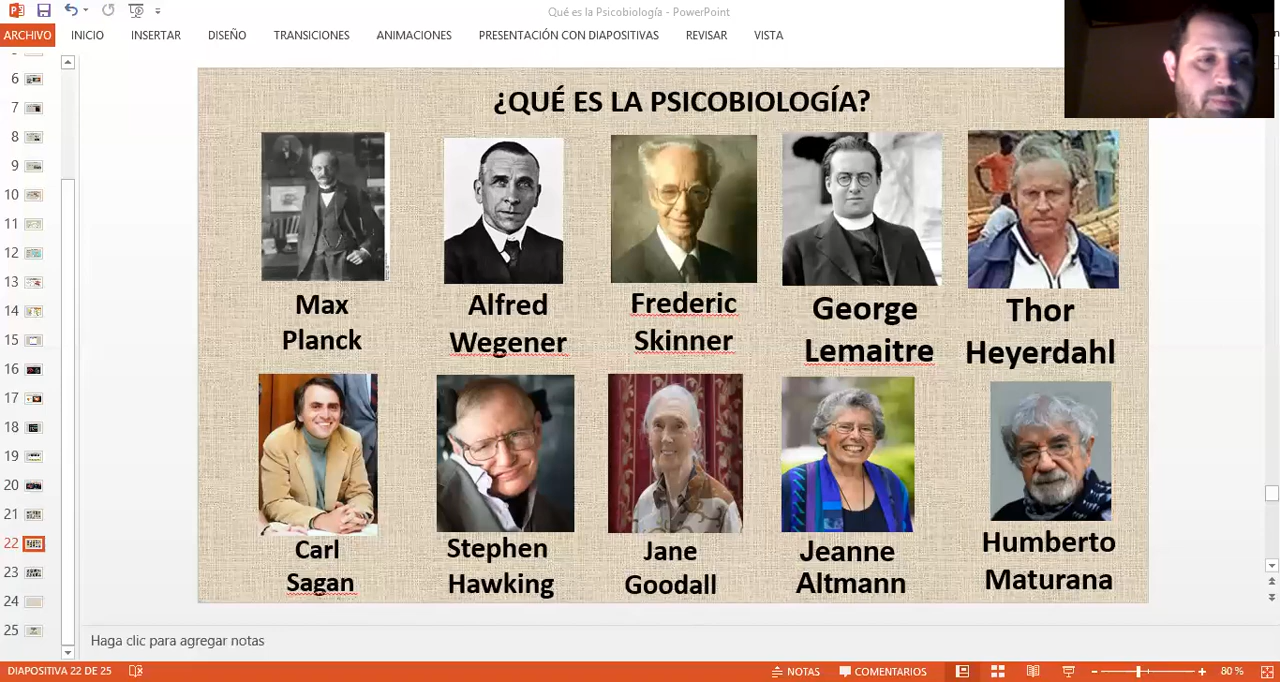 Qué es la Psicobiología - PowerPoint
ARCHIVO INICIO INSERTAR DISEÑO TRANSICIONES ANIMACIONES PRESENTACIÓN CON DIAPOSITIVAS REVISAR VISTA
6
7
8
9
10
11
12
13
14
15
16
17
18
19
20
21
22
23
24
25
¿QUÉ ES LA PSICOBIOLOGÍA?
Max
Planck
Alfred
Wegener
Frederic
Skinner
George
Lemaitre
Thor
Heyerdahl
Carl
Sagan
Stephen
Hawking
Jane
Goodall
Jeanne
Altmann
Humberto
Maturana
Haga clic para agregar notas
DIAPOSITIVA 22 DE 25 NOTAS COMENTARIOS 80 %